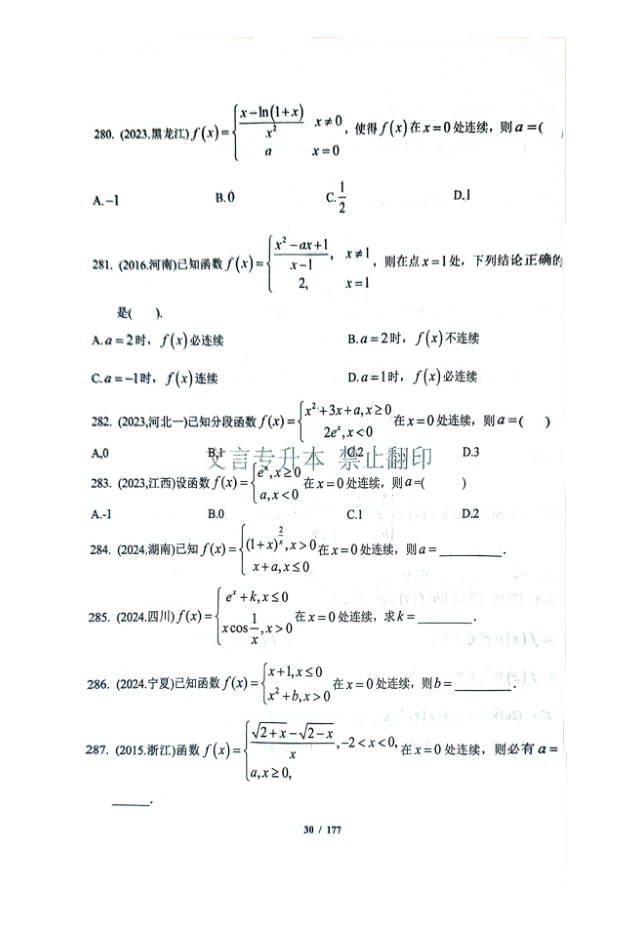 280. (2023.黑龙江) f(x)={ (x-ln(1+x))/x² x≠0, a x=0 , 使得 f(x) 在 x=0 处连续，则 a=(
A.-1 B.0 C.1/2 D.1
281. (2016.河南)已知函数 f(x)={ (x²-ax+1)/(x-1), x≠1 2, x=1 , 则在点 x=1 处，下列结论正确的
是( ).
A.a=2时，f(x)必连续 B.a=2时，f(x)不连续
C.a=-1时，f(x)连续 D.a=1时，f(x)必连续
282. (2023,河北一)已知分段函数 f(x)={ x²+3x+a,x≥0 2eˣ,x<0 在 x=0 处连续，则 a=( )
A,0 B,1 C.2 D.3
文言专升本 禁止翻印
283. (2023,江西)设函数 f(x)={ eˣ,x≥0 a,x<0 在 x=0 处连续，则 a=( )
A.-1 B.0 C.1 D.2
284. (2024.湖南)已知 f(x)={ (1+x)^(2/x),x>0 x+a,x≤0 在 x=0 处连续，则 a=________.
285. (2024.四川) f(x)={ eˣ+k,x≤0 xcos 1/x,x>0 在 x=0 处连续，求 k=________.
286. (2024.宁夏)已知函数 f(x)={ x+1,x≤0 x²+b,x>0 在 x=0 处连续，则b=________.
287. (2015.浙江)函数 f(x)={ (√(2+x)-√(2-x))/x ,-2<x<0, a,x≥0, 在 x=0 处连续，则必有 a=
_____.
30 / 177